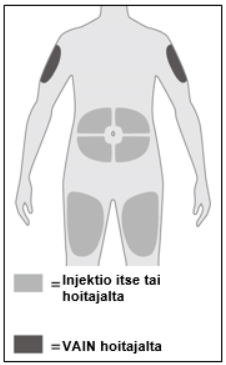 = Injektio itse tai
hoitajalta
= VAIN hoitajalta